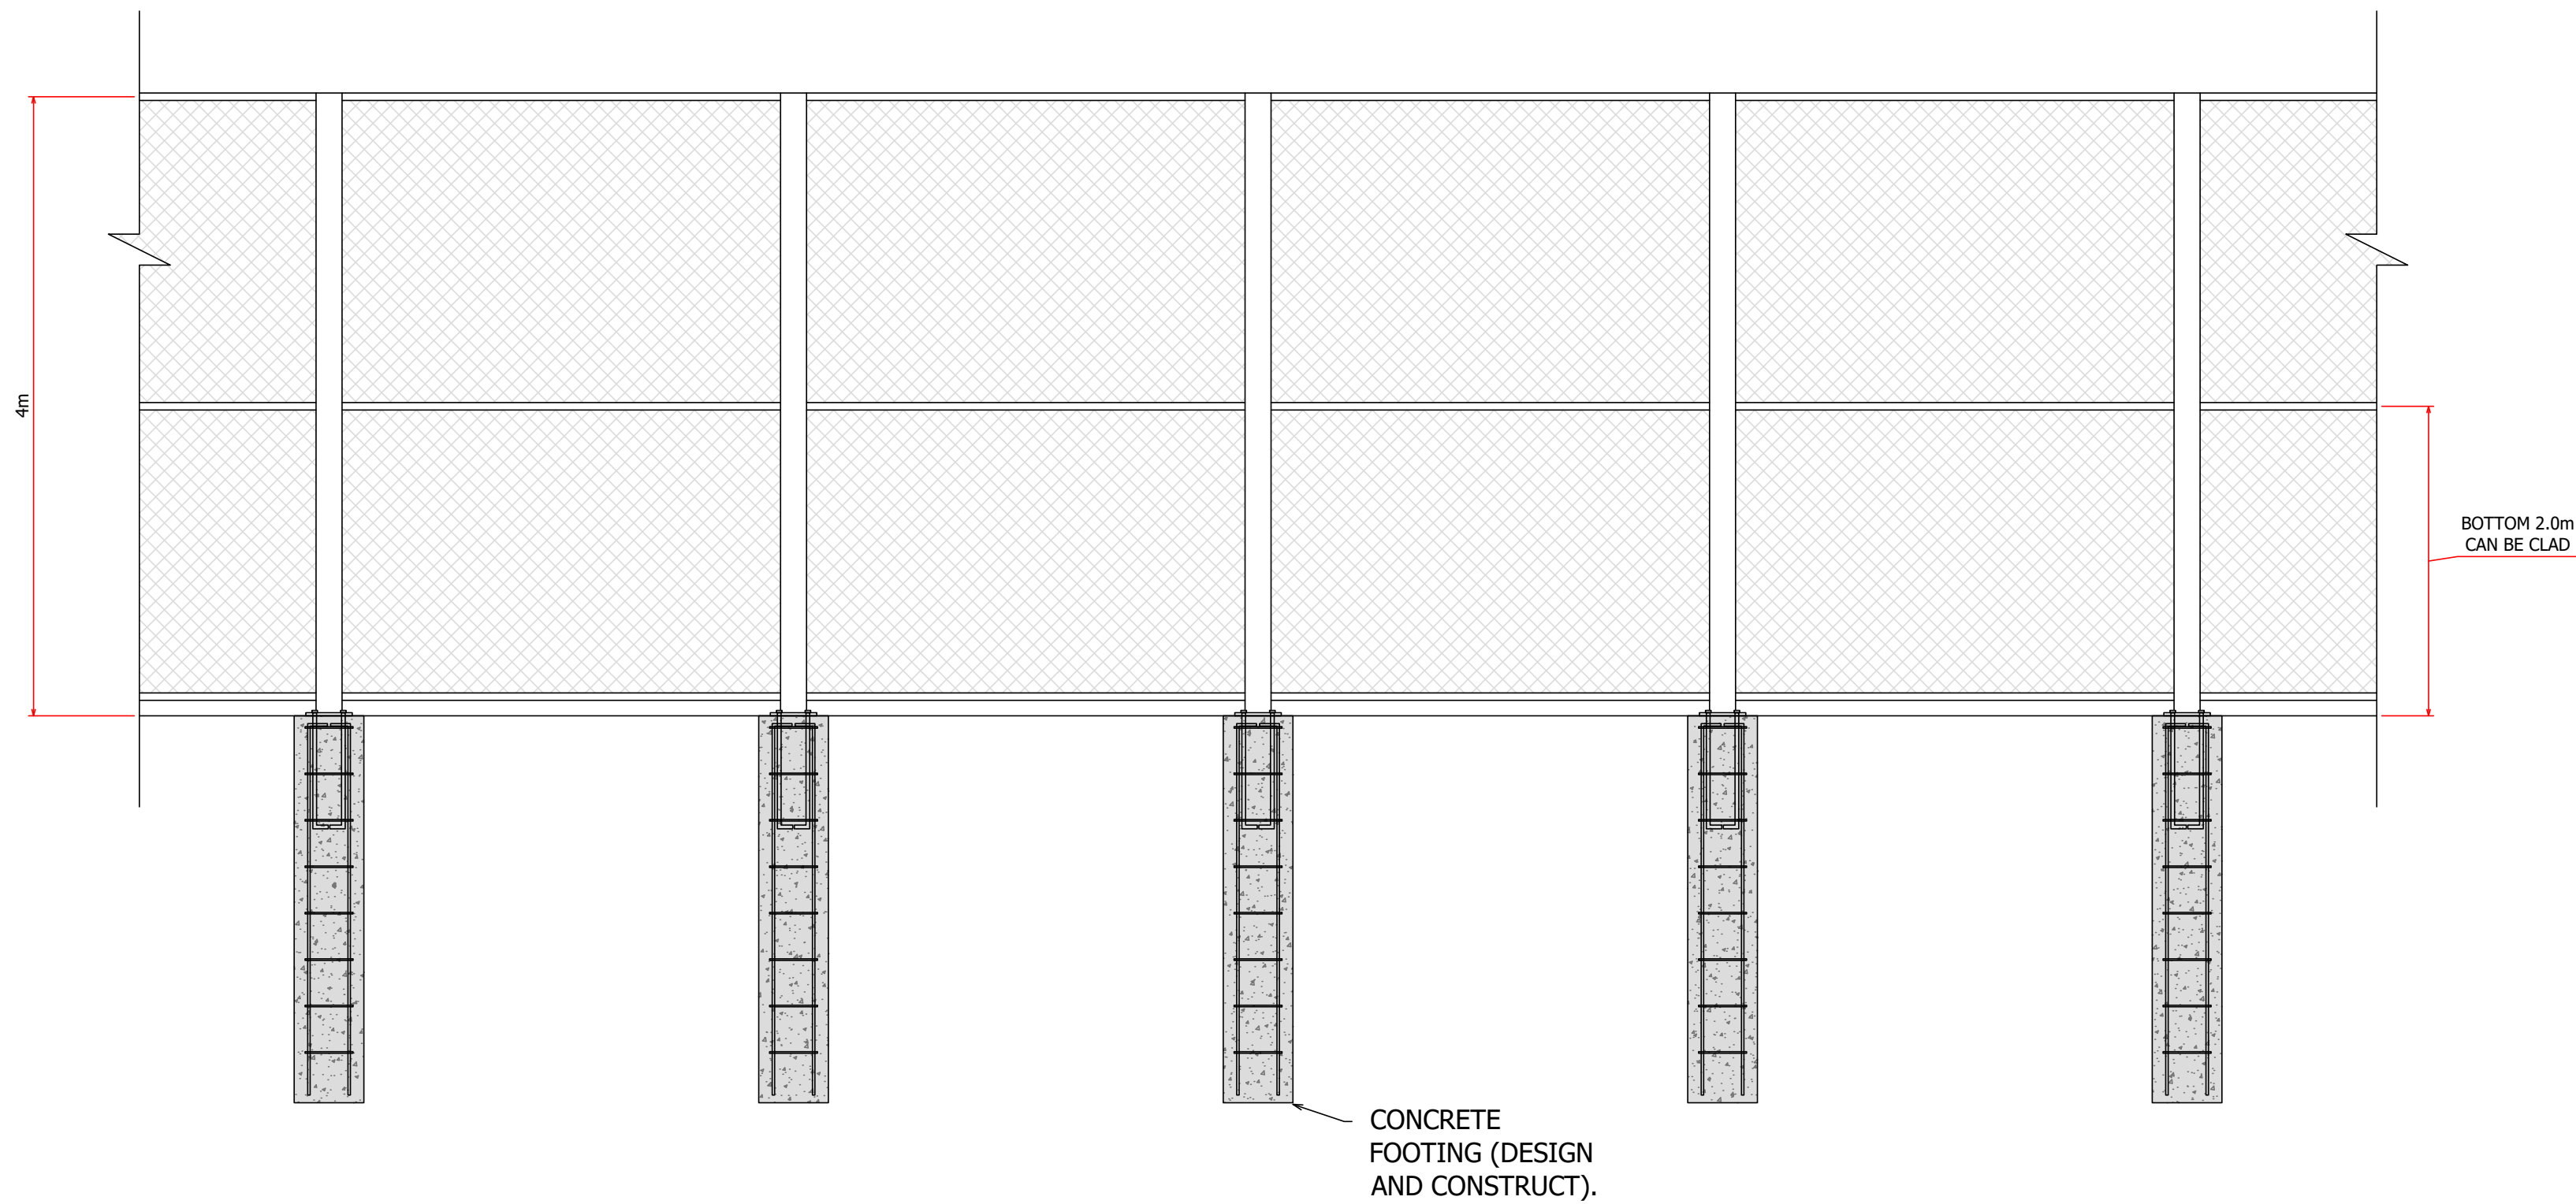 4m
BOTTOM 2.0m
CAN BE CLAD
CONCRETE
FOOTING (DESIGN
AND CONSTRUCT).